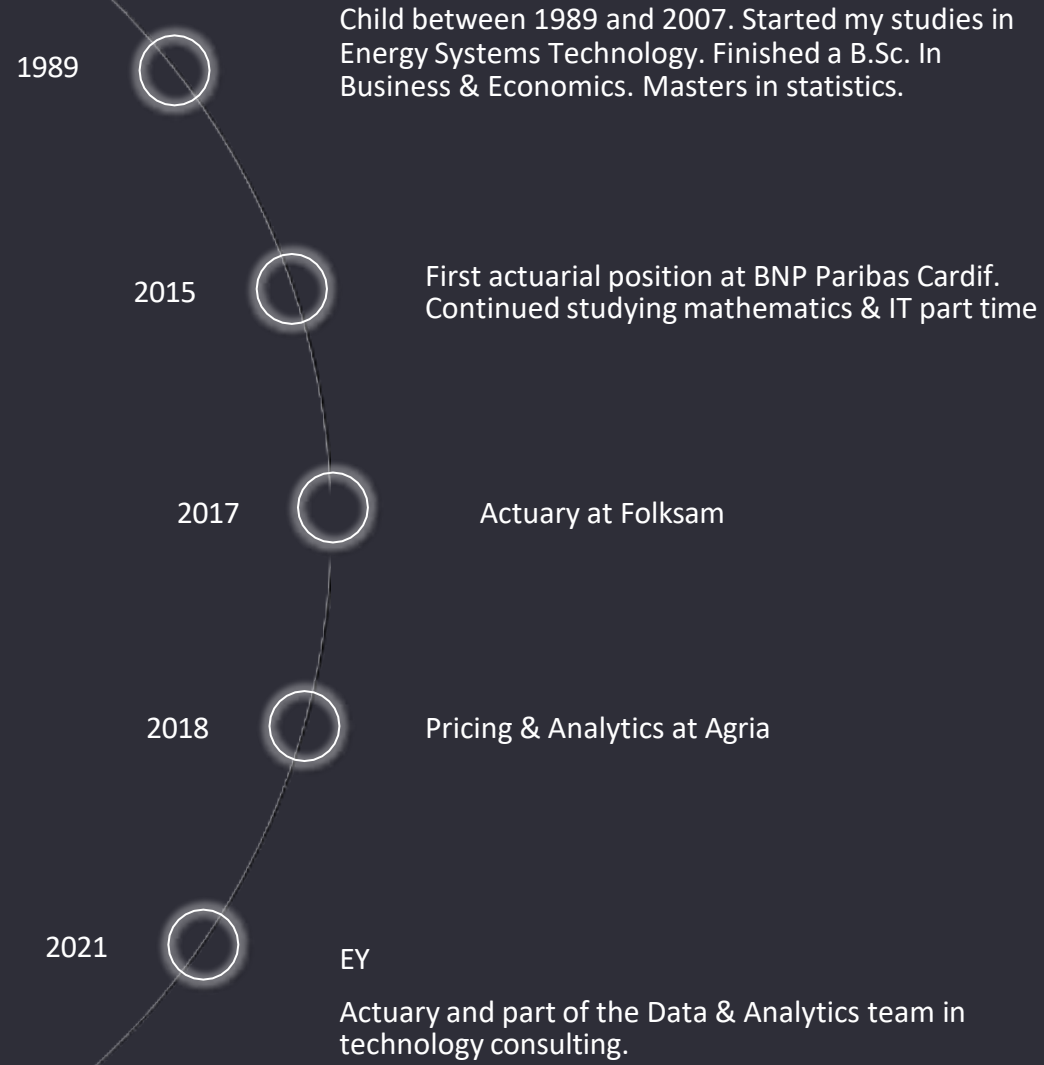 1989
Child between 1989 and 2007. Started my studies in
Energy Systems Technology. Finished a B.Sc. In
Business & Economics. Masters in statistics.
2015
First actuarial position at BNP Paribas Cardif.
Continued studying mathematics & IT part time
2017
Actuary at Folksam
2018
Pricing & Analytics at Agria
2021
EY
Actuary and part of the Data & Analytics team in
technology consulting.